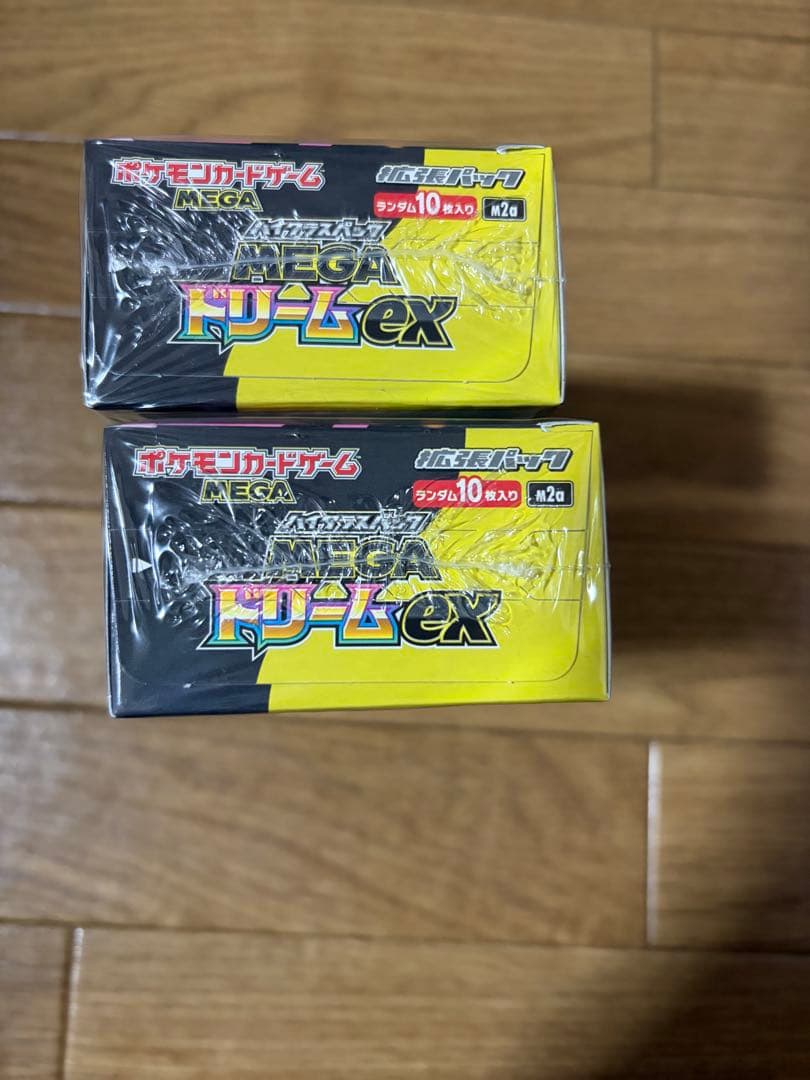 ポケモンカードゲーム
MEGA
拡張パック
ランダム10枚入り
M2a
ハイクラスパック
MEGA
ドリームex
ポケモンカードゲーム
MEGA
拡張パック
ランダム10枚入り
M2a
ハイクラスパック
MEGA
ドリームex